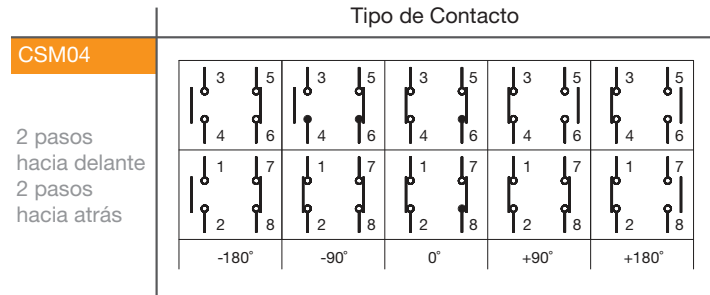 Tipo de Contacto
CSM04
2 pasos
hacia delante
2 pasos
hacia atrás
3 5 3 5 3 5 3 5 3 5
4 6 4 6 4 6 4 6 4 6
1 7 1 7 1 7 1 7 1 7
2 8 2 8 2 8 2 8 2 8
-180˚ -90˚ 0˚ +90˚ +180˚